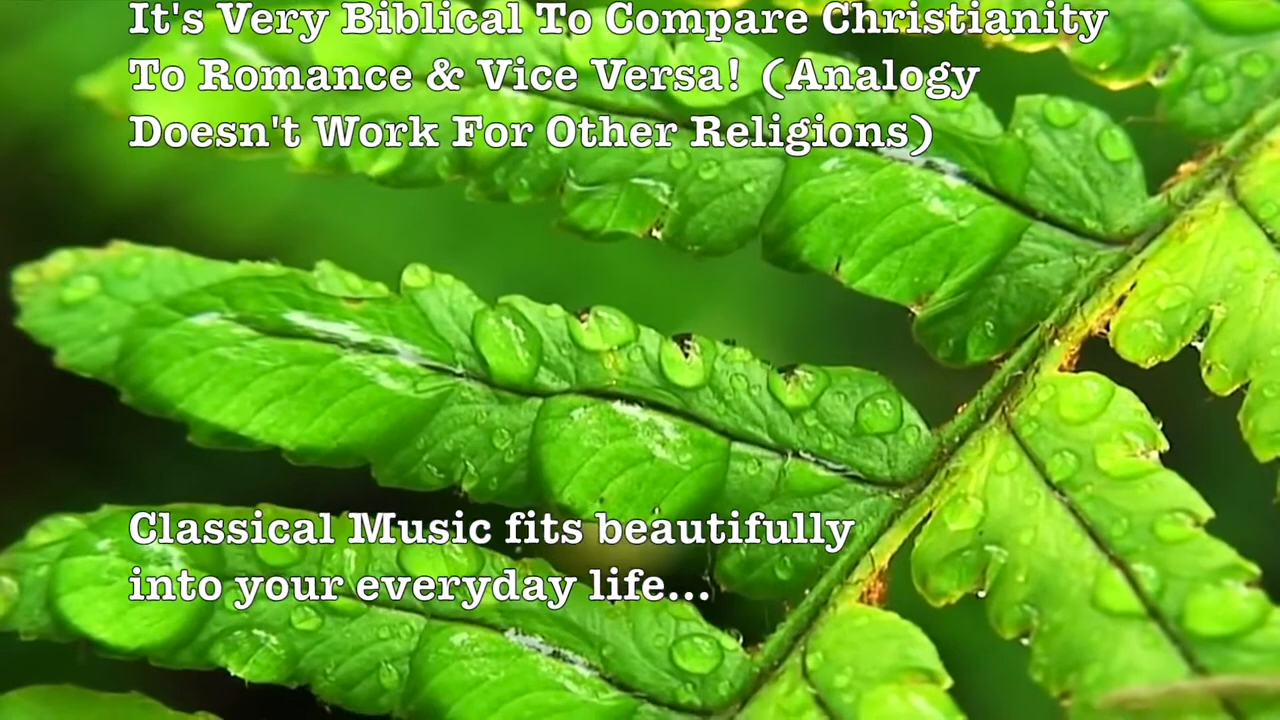 It's Very Biblical To Compare Christianity
To Romance & Vice Versa! (Analogy
Doesn't Work For Other Religions)
Classical Music fits beautifully
into your everyday life...